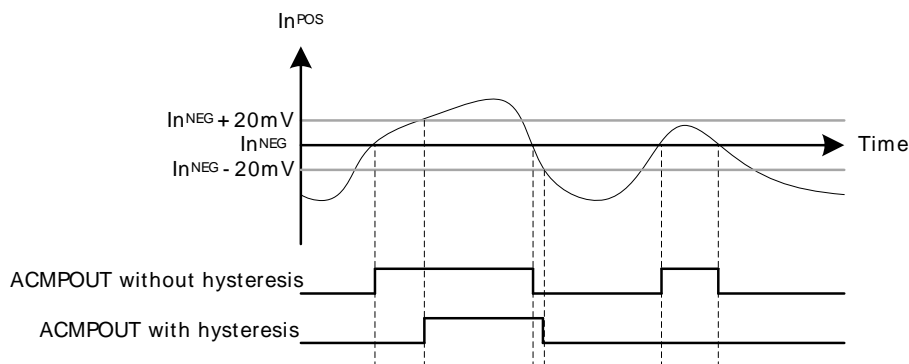 InPOS
InNEG + 20mV
InNEG
InNEG - 20mV
Time
ACMPOUT without hysteresis
ACMPOUT with hysteresis